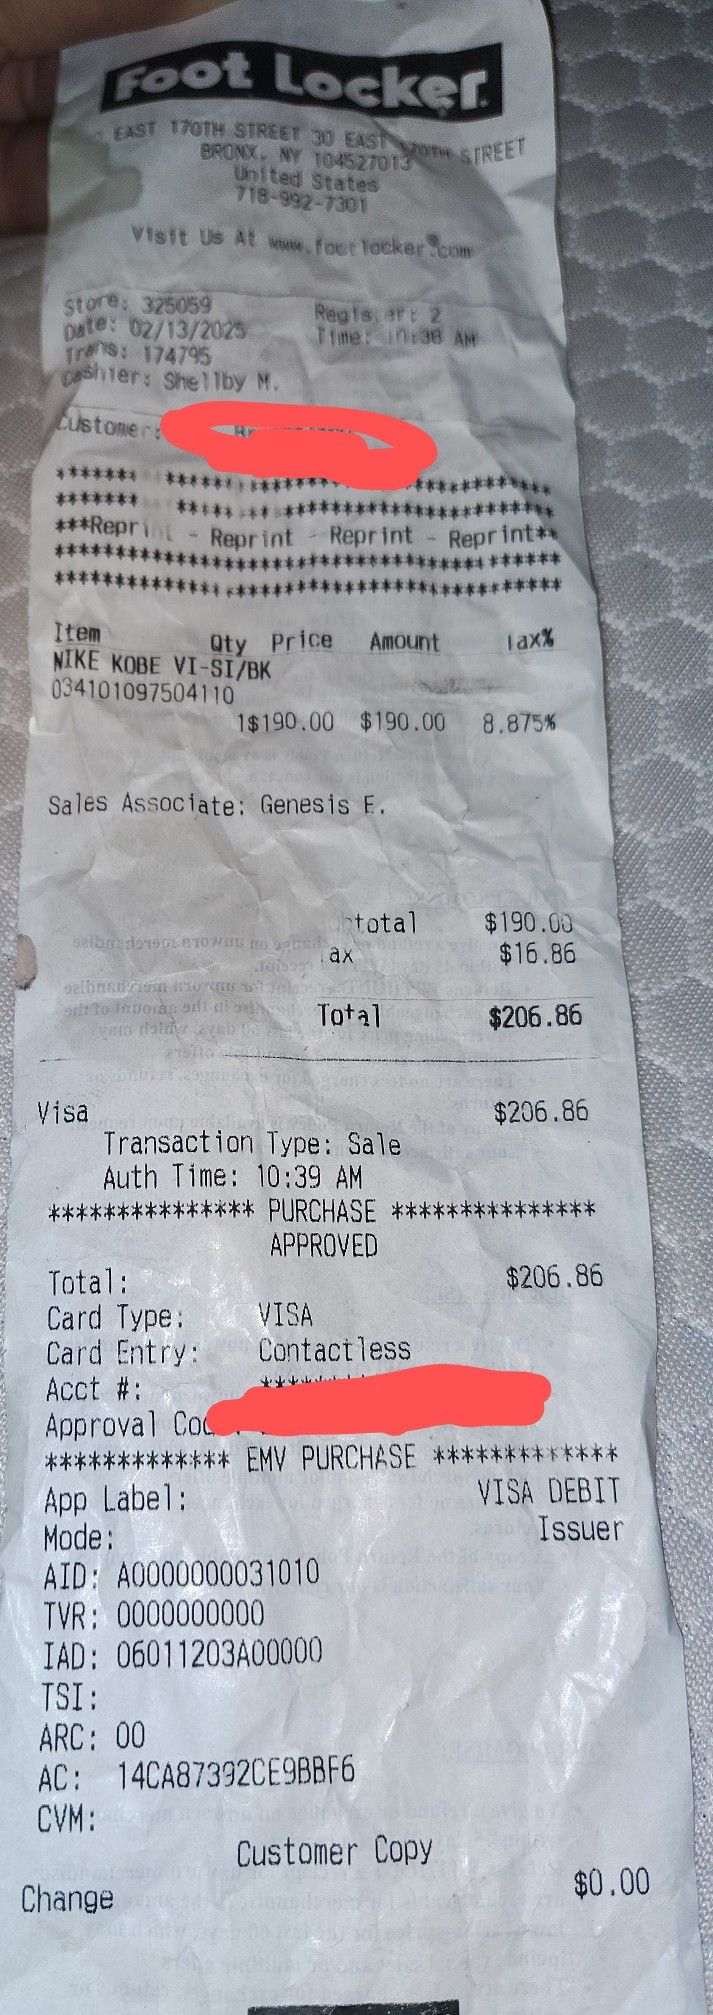 Foot Locker.
EAST 170TH STREET 30 EAST 170TH STREET
BRONX, NY 104527013
United States
718-992-7301
Visit Us At www.footlocker.com
Store: 325059 Register: 2
Date: 02/13/2025 Time: 10:38 AM
Trans: 174795
Cashier: Shellby M.
Customer:
***Reprint - Reprint - Reprint - Reprint**
Item Qty Price Amount Tax%
NIKE KOBE VI-SI/BK
034101097504110
1$190.00 $190.00 8.875%
Sales Associate: Genesis E.
Subtotal $190.00
Tax $16.86
Total $206.86
Visa $206.86
Transaction Type: Sale
Auth Time: 10:39 AM
*************** PURCHASE ***************
APPROVED
Total: $206.86
Card Type: VISA
Card Entry: Contactless
Acct #:
Approval Cod
************* EMV PURCHASE *************
App Label: VISA DEBIT
Mode: Issuer
AID: A0000000031010
TVR: 0000000000
IAD: 06011203A00000
TSI:
ARC: 00
AC: 14CA87392CE9BBF6
CVM:
Customer Copy
Change $0.00